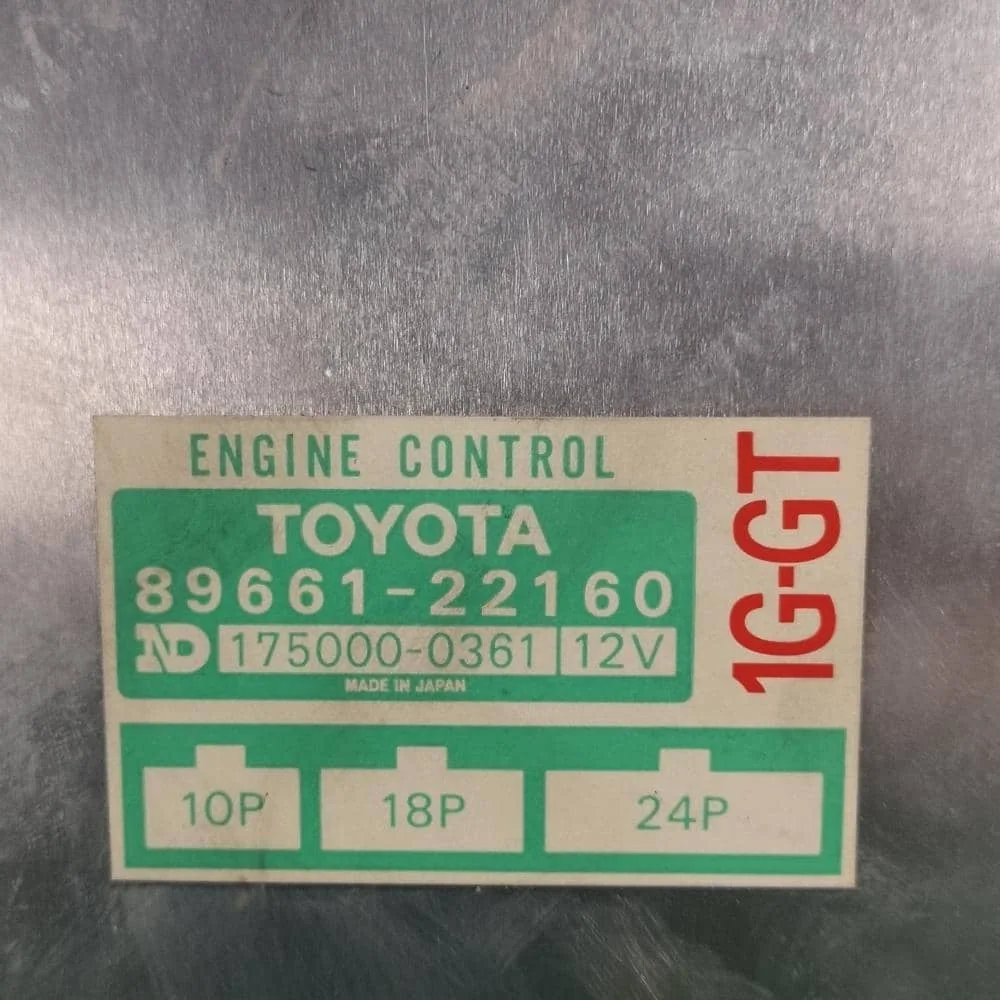 ENGINE CONTROL
TOYOTA
89661-22160
ND 175000-0361 12V
MADE IN JAPAN
1G-GT
10P 18P 24P